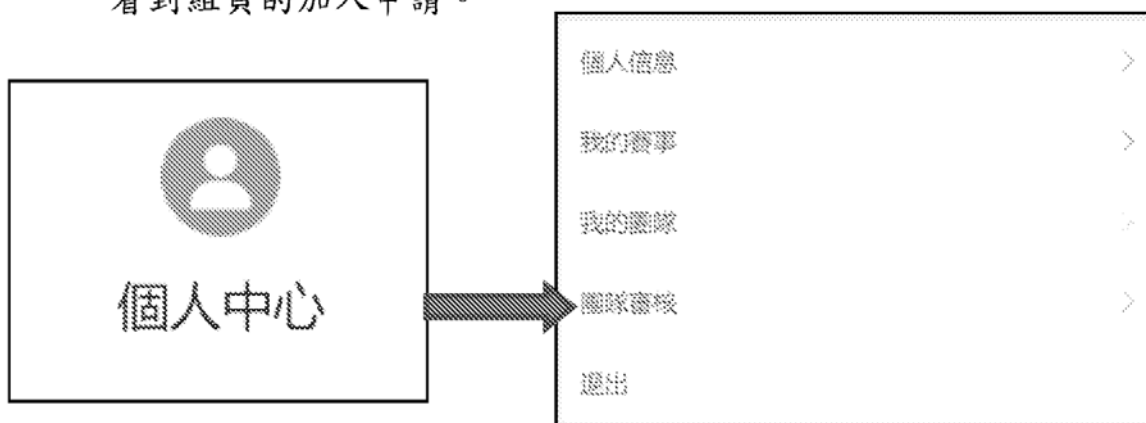 看到組員的加入申請。
個人中心
個人信息
我的賽事
我的團隊
團隊審核
退出